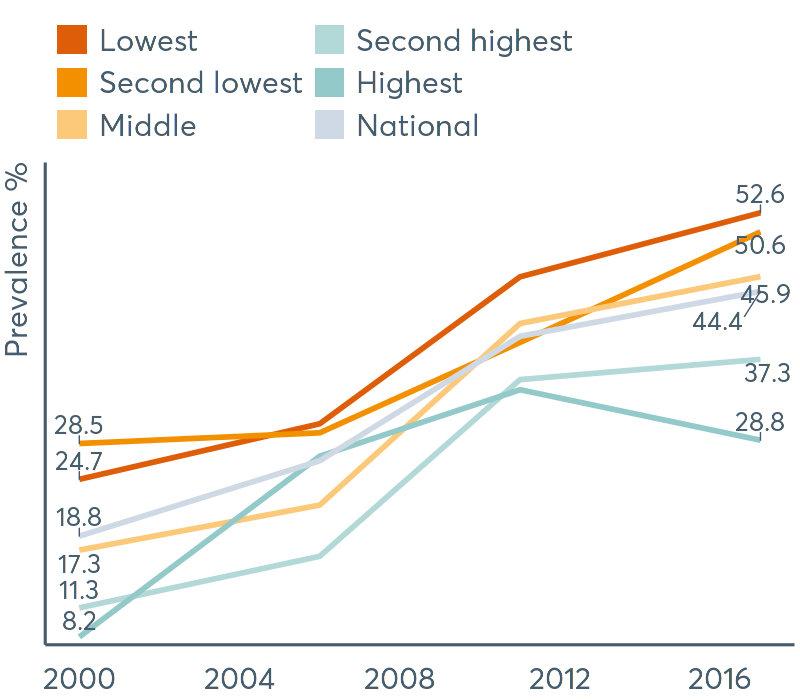 Lowest
Second lowest
Middle
Second highest
Highest
National
Prevalence %
52.6
50.6
45.9
44.4
37.3
28.8
28.5
24.7
18.8
17.3
11.3
8.2
2000 2004 2008 2012 2016